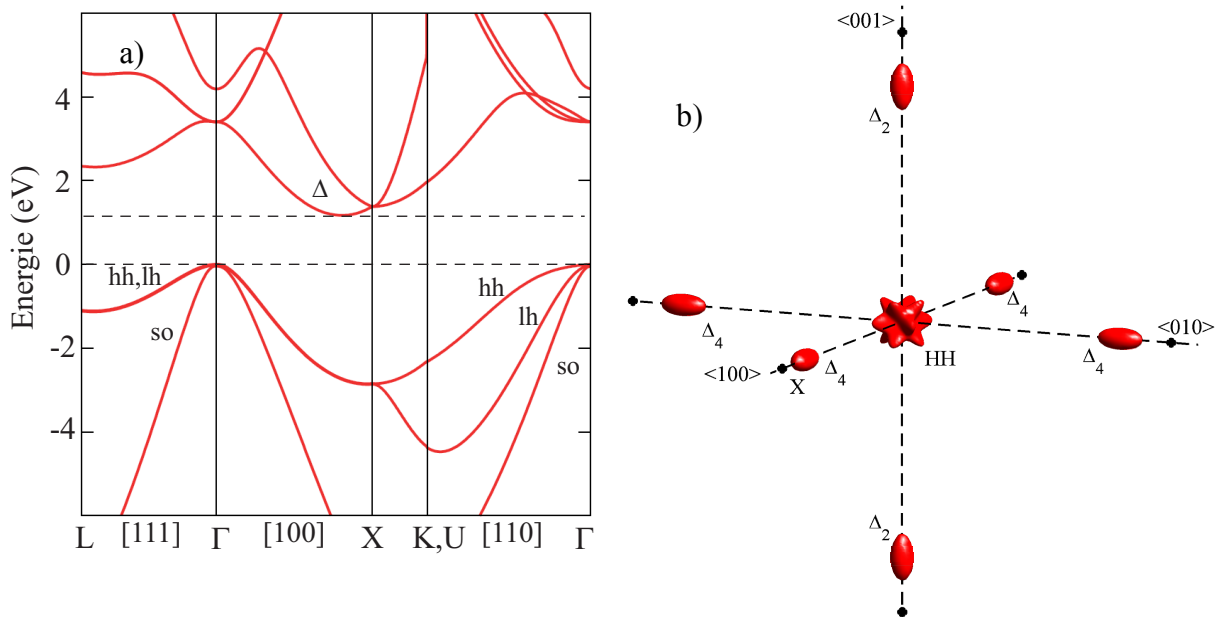 a)
Energie (eV)
4
2
0
-2
-4
Δ
hh,lh
so
hh
lh
so
L [111] Γ [100] X K,U [110] Γ
b)
<001>
Δ2
Δ4
Δ4
<010>
Δ4
HH
<100>
X
Δ4
Δ2